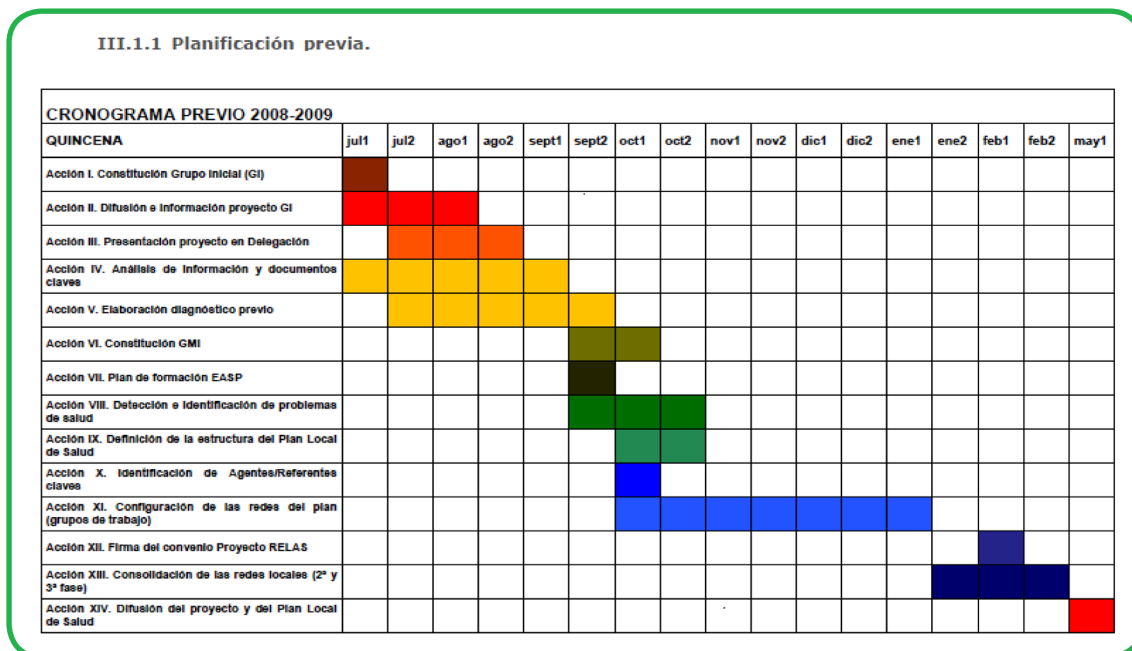 III.1.1 Planificación previa.
CRONOGRAMA PREVIO 2008-2009
QUINCENA jul1 jul2 ago1 ago2 sept1 sept2 oct1 oct2 nov1 nov2 dic1 dic2 ene1 ene2 feb1 feb2 may1
Acción I. Constitución Grupo Inicial (GI)
Acción II. Difusión e Información proyecto GI
Acción III. Presentación proyecto en Delegación
Acción IV. Análisis de Información y documentos
claves
Acción V. Elaboración diagnóstico previo
Acción VI. Constitución GMI
Acción VII. Plan de formación EASP
Acción VIII. Detección e Identificación de problemas
de salud
Acción IX. Definición de la estructura del Plan Local
de Salud
Acción X. Identificación de Agentes/Referentes
claves
Acción XI. Configuración de las redes del plan
(grupos de trabajo)
Acción XII. Firma del convenio Proyecto RELAS
Acción XIII. Consolidación de las redes locales (2ª y
3ª fase)
Acción XIV. Difusión del proyecto y del Plan Local
de Salud